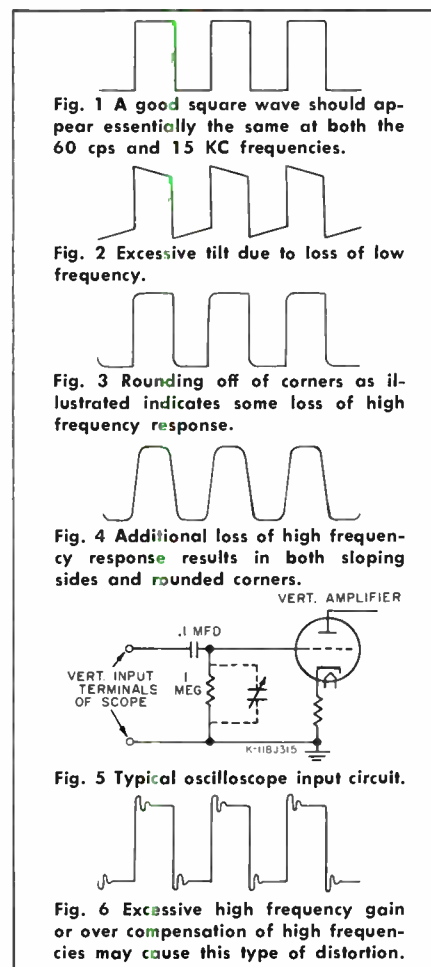 Fig. 1 A good square wave should ap-
pear essentially the same at both the
60 cps and 15 KC frequencies.
Fig. 2 Excessive tilt due to loss of low
frequency.
Fig. 3 Rounding off of corners as il-
lustrated indicates some loss of high
frequency response.
Fig. 4 Additional loss of high frequen-
cy response results in both sloping
sides and rounded corners.
VERT. AMPLIFIER
.1 MFD
VERT. INPUT
TERMINALS
OF SCOPE
1
MEG
K-118J315
Fig. 5 Typical oscilloscope input circuit.
Fig. 6 Excessive high frequency gain
or over compensation of high frequen-
cies may cause this type of distortion.